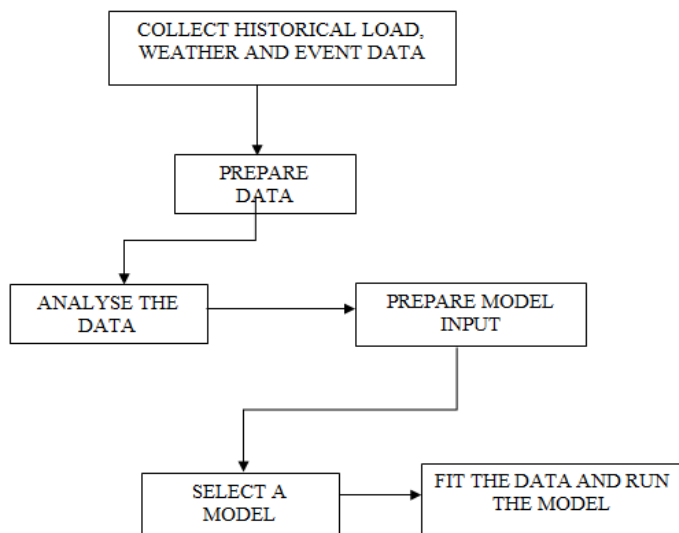 COLLECT HISTORICAL LOAD,
WEATHER AND EVENT DATA
PREPARE
DATA
ANALYSE THE
DATA
PREPARE MODEL
INPUT
SELECT A
MODEL
FIT THE DATA AND RUN
THE MODEL